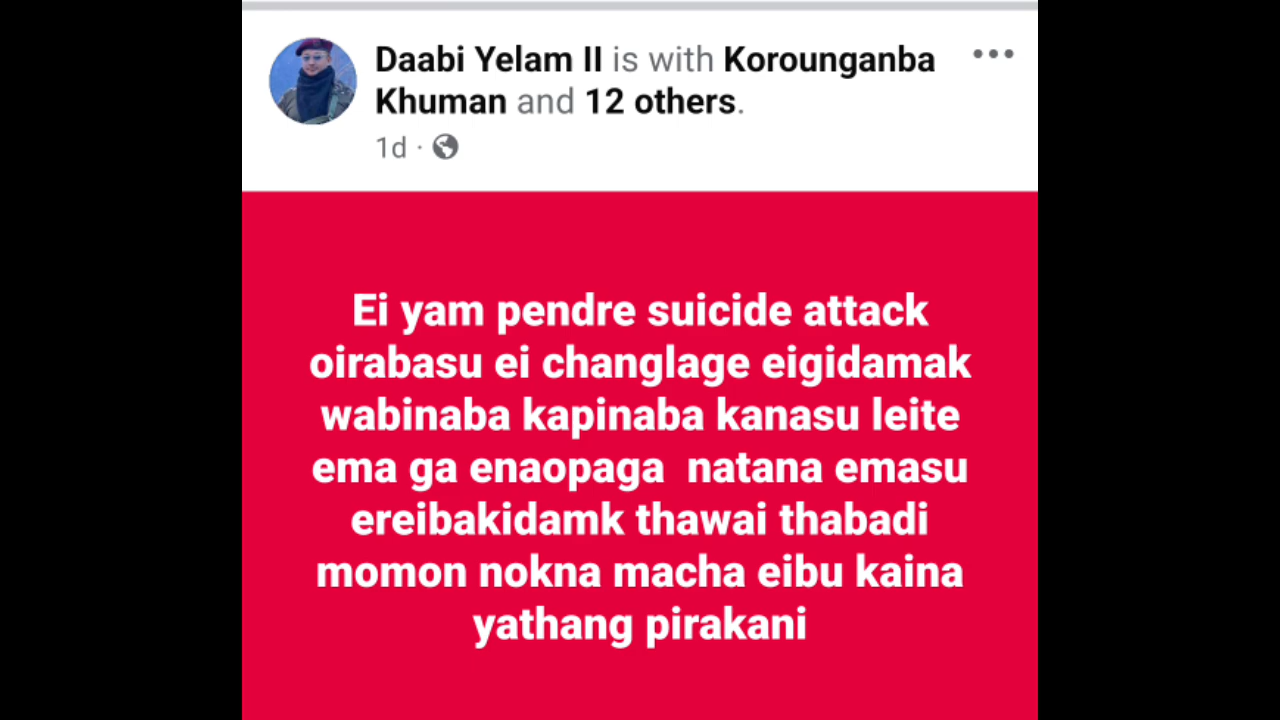 Daabi Yelam II is with Korounganba
Khuman and 12 others.
1d ·
Ei yam pendre suicide attack
oirabasu ei changlage eigidamak
wabinaba kapinaba kanasu leite
ema ga enaopaga natana emasu
ereibakidamk thawai thabadi
momon nokna macha eibu kaina
yathang pirakani